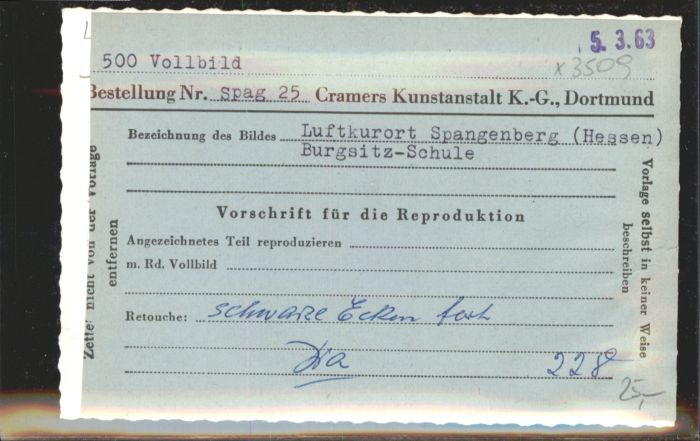 5. 3.63
500 Vollbild
x3509
Bestellung Nr. Spag 25 Cramers Kunstanstalt K.-G., Dortmund
Bezeichnung des Bildes Luftkurort Spangenberg (Hessen)
Burgsitz-Schule
Zettel nicht von der Vorlage
entfernen
Vorlage selbst in keiner Weise
beschreiben
Vorschrift für die Reproduktion
Angezeichnetes Teil reproduzieren
m. Rd. Vollbild
Retouche: schwarze Ecken fort
Dia 228
25,-